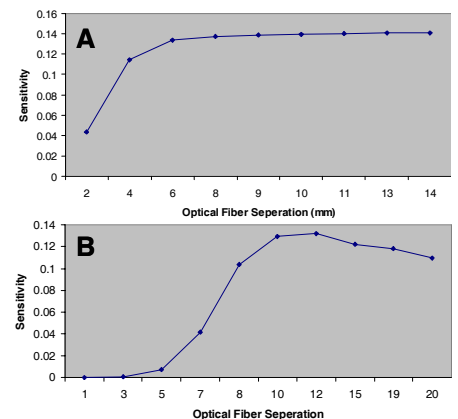 A
Sensitivity
0.16
0.14
0.12
0.1
0.08
0.06
0.04
0.02
0
2 4 6 8 9 10 11 13 14
Optical Fiber Seperation (mm)
B
Sensitivity
0.14
0.12
0.1
0.08
0.06
0.04
0.02
0
1 3 5 7 8 10 12 15 19 20
Optical Fiber Seperation